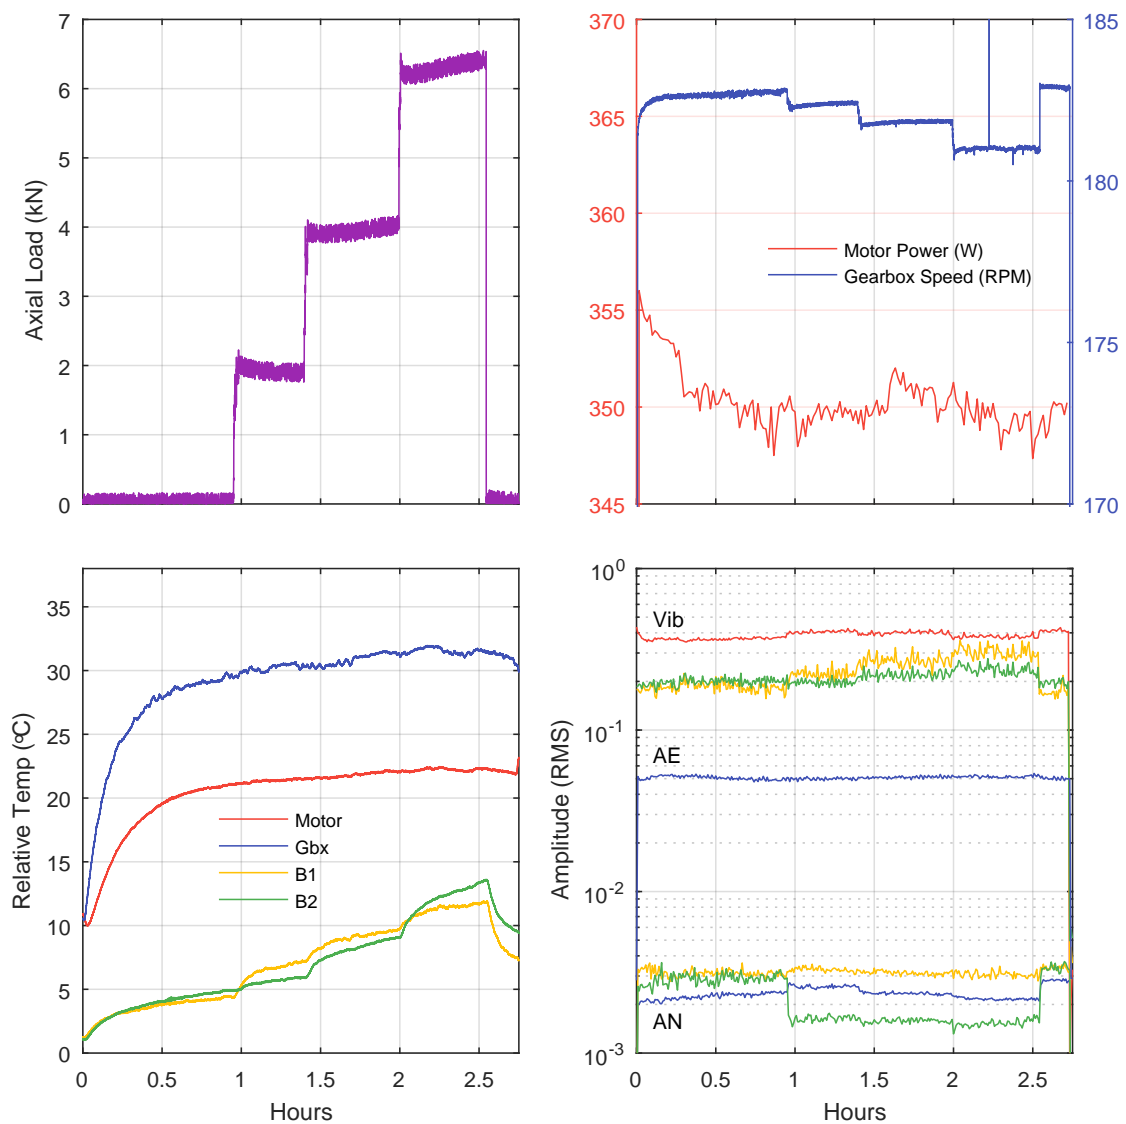 7
6
5
4
3
2
1
0
Axial Load (kN)
370
365
360
355
350
345
185
180
175
170
Motor Power (W)
Gearbox Speed (RPM)
35
30
25
20
15
10
5
0
Relative Temp (ºC)
Motor
Gbx
B1
B2
0 0.5 1 1.5 2 2.5
Hours
10^0
10^-1
10^-2
10^-3
Amplitude (RMS)
Vib
AE
AN
0 0.5 1 1.5 2 2.5
Hours